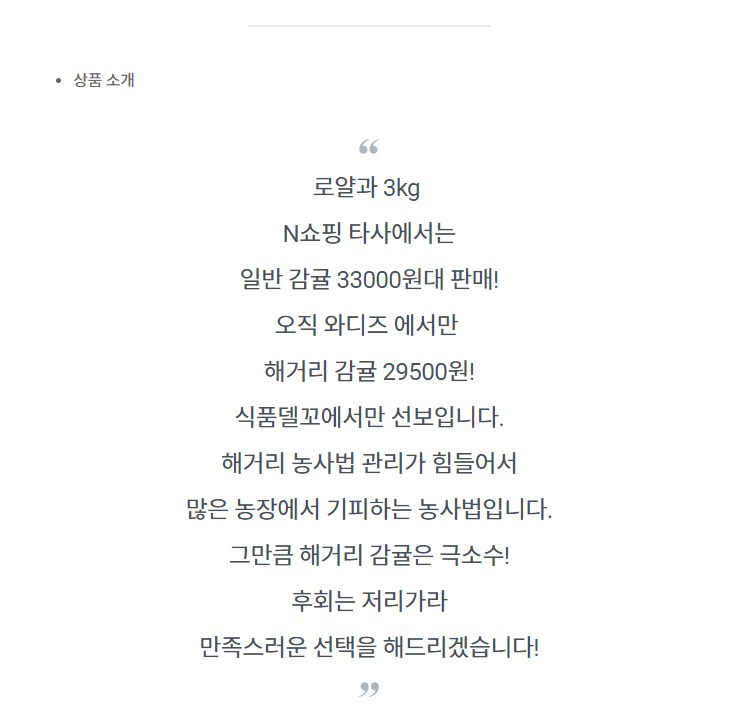 상품 소개
“
로얄과 3kg
N쇼핑 타사에서는
일반 감귤 33000원대 판매!
오직 와디즈 에서만
해거리 감귤 29500원!
식품델꼬에서만 선보입니다.
해거리 농사법 관리가 힘들어서
많은 농장에서 기피하는 농사법입니다.
그만큼 해거리 감귤은 극소수!
후회는 저리가라
만족스러운 선택을 해드리겠습니다!
”